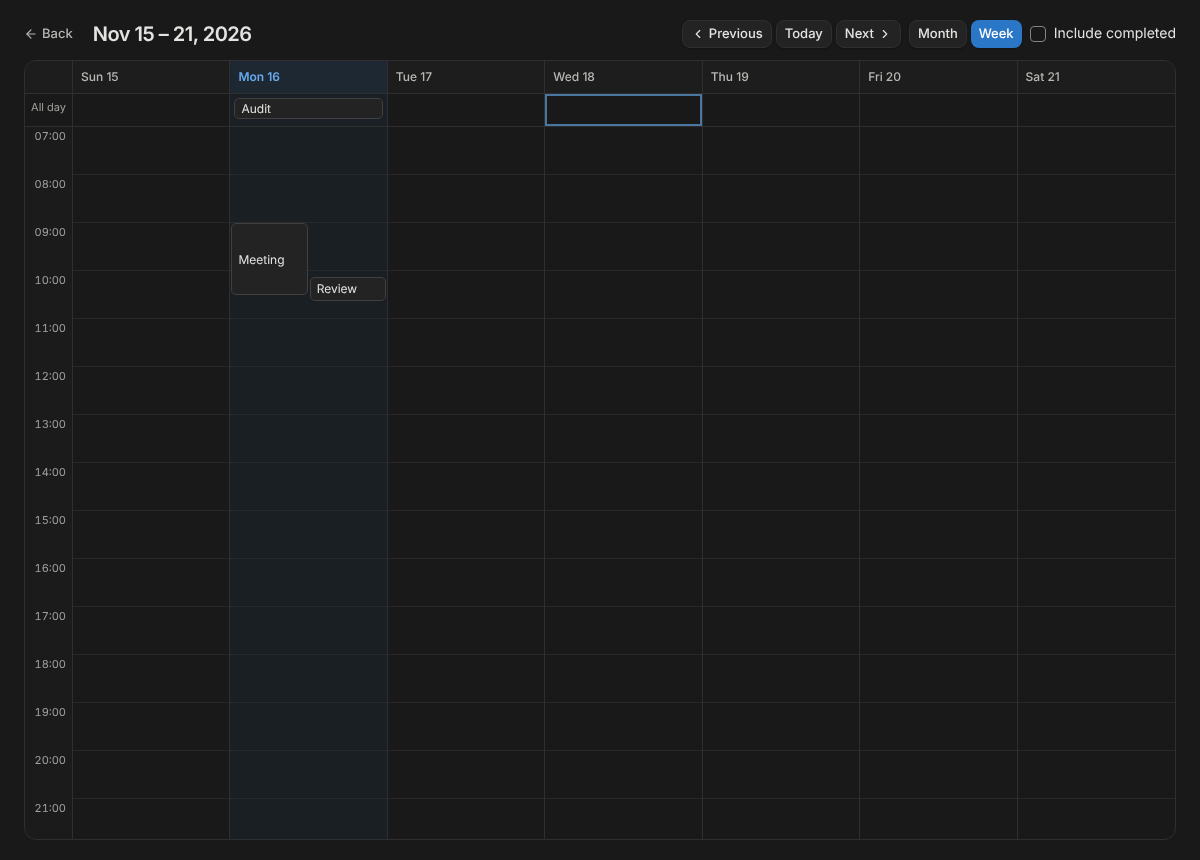 Back
Nov 15 – 21, 2026
Previous
Today
Next
Month
Week
Include completed
Sun 15
Mon 16
Tue 17
Wed 18
Thu 19
Fri 20
Sat 21
All day
Audit
07:00
08:00
09:00
Meeting
10:00
Review
11:00
12:00
13:00
14:00
15:00
16:00
17:00
18:00
19:00
20:00
21:00